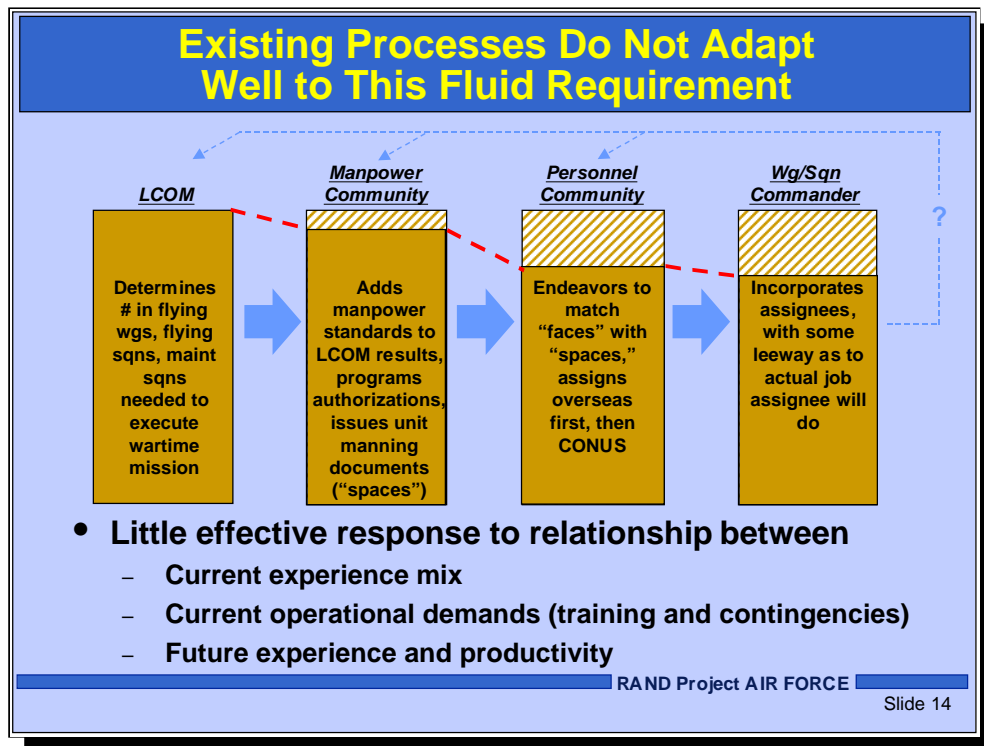 Existing Processes Do Not Adapt
Well to This Fluid Requirement
LCOM
Determines
# in flying
wgs, flying
sqns, maint
sqns
needed to
execute
wartime
mission
Manpower
Community
Adds
manpower
standards to
LCOM results,
programs
authorizations,
issues unit
manning
documents
(“spaces”)
Personnel
Community
Endeavors to
match
“faces” with
“spaces,”
assigns
overseas
first, then
CONUS
Wg/Sqn
Commander
Incorporates
assignees,
with some
leeway as to
actual job
assignee will
do
?
• Little effective response to relationship between
– Current experience mix
– Current operational demands (training and contingencies)
– Future experience and productivity
RAND Project AIR FORCE
Slide 14